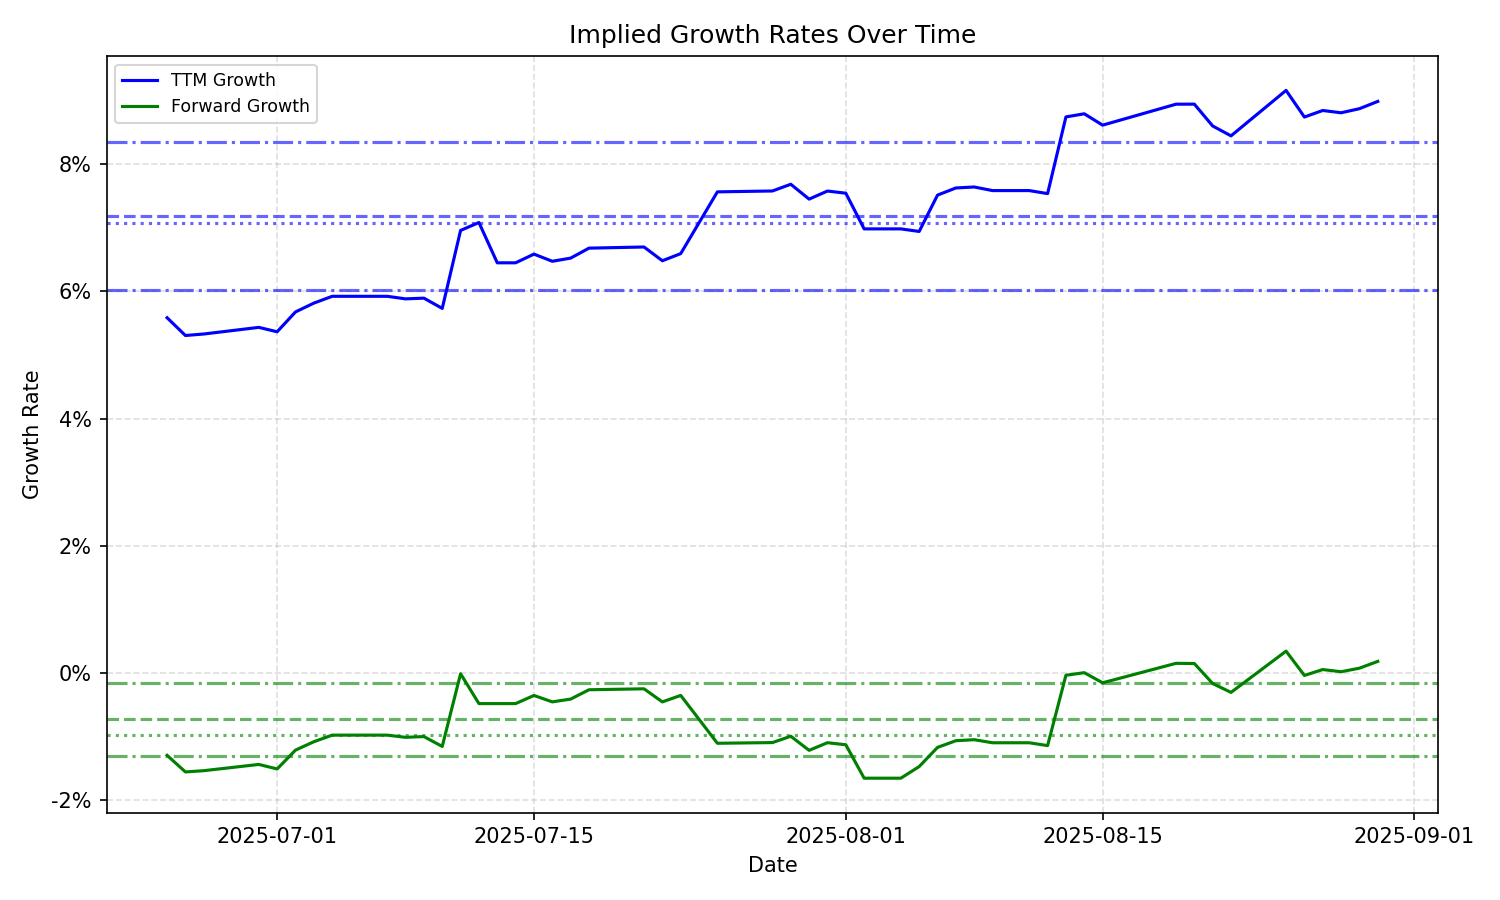 Implied Growth Rates Over Time
TTM Growth
Forward Growth
Growth Rate
8%
6%
4%
2%
0%
-2%
2025-07-01
2025-07-15
2025-08-01
2025-08-15
2025-09-01
Date